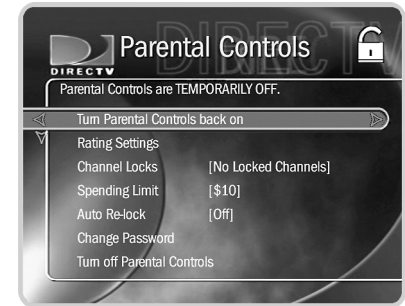 DIRECTV
Parental Controls
DIRECTV
Parental Controls are TEMPORARILY OFF.
Turn Parental Controls back on
Rating Settings
Channel Locks [No Locked Channels]
Spending Limit [$10]
Auto Re-lock [Off]
Change Password
Turn off Parental Controls